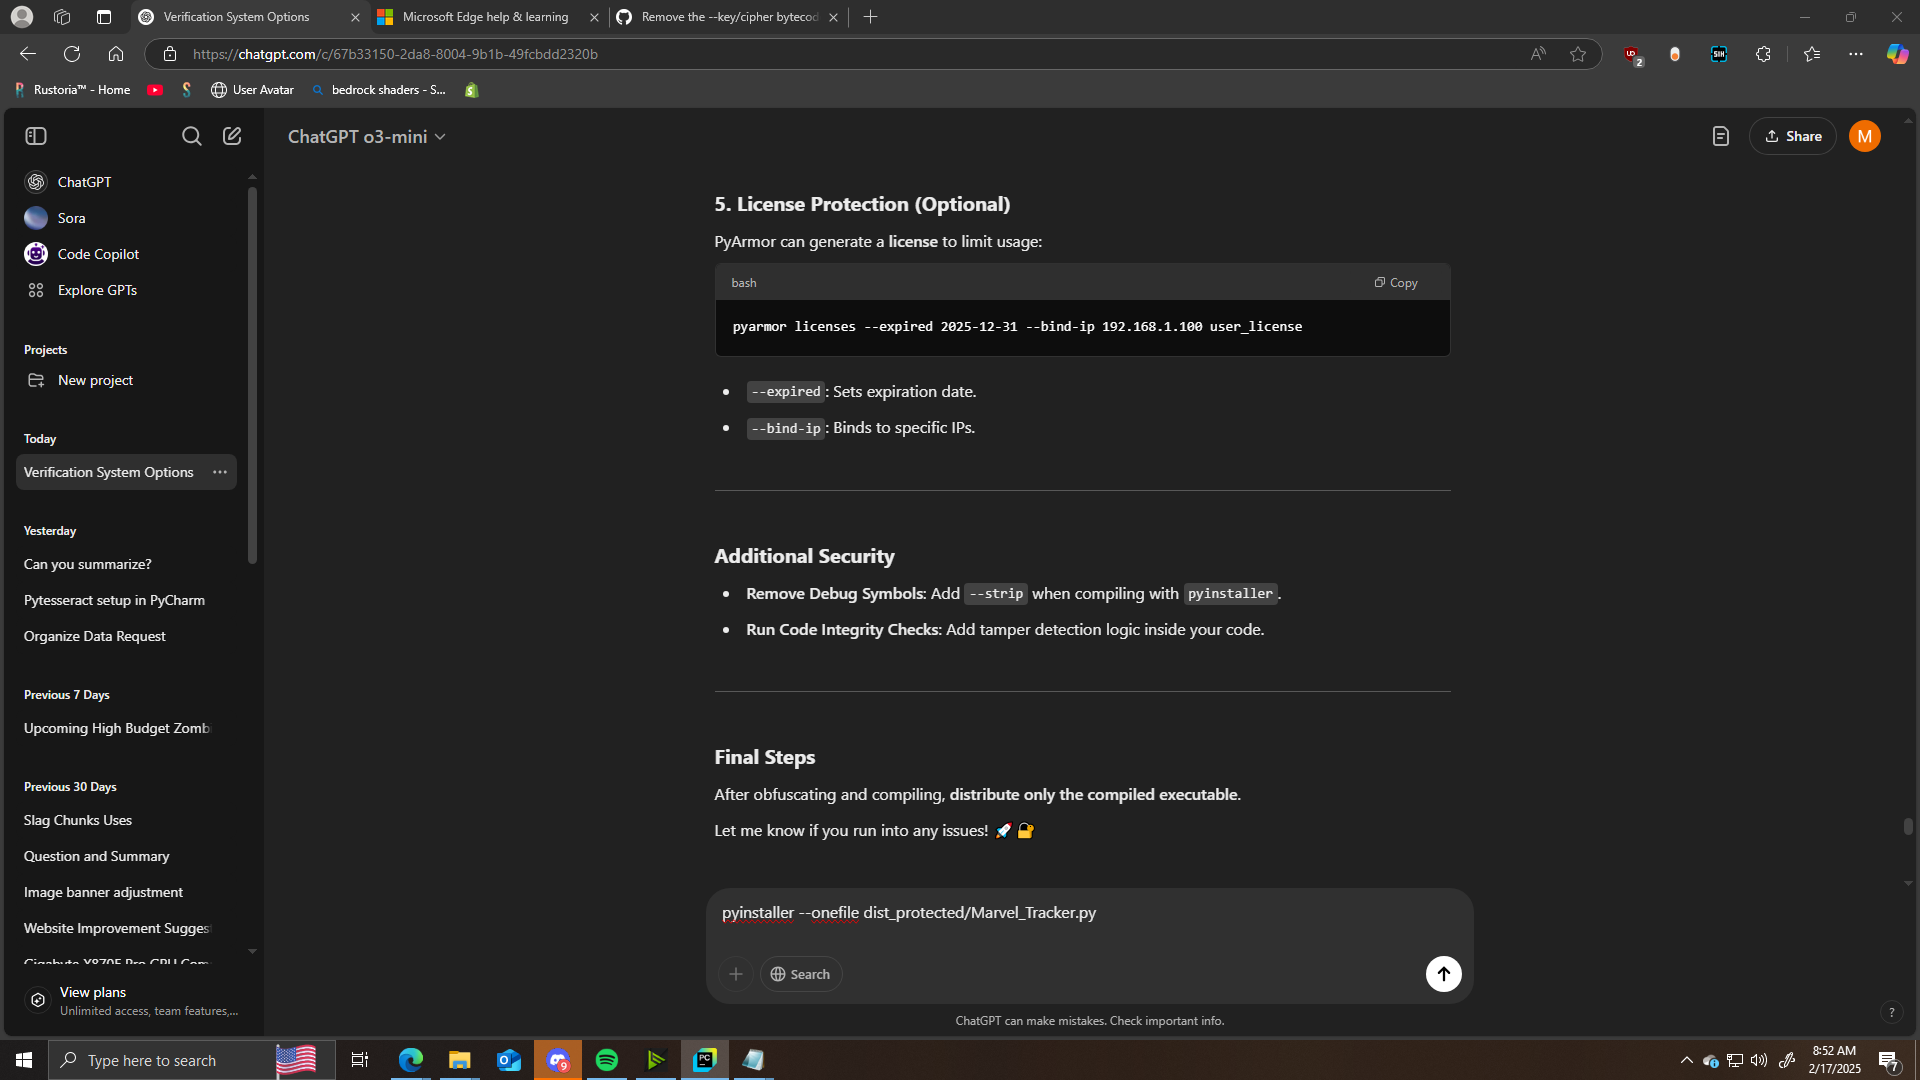 Verification System Options
Microsoft Edge help & learning
Remove the --key/cipher bytecod
https://chatgpt.com/c/67b33150-2da8-8004-9b1b-49fcbdd2320b
2
Rustoria™ - Home
User Avatar
bedrock shaders - S...
ChatGPT o3-mini
Share
M
ChatGPT
Sora
Code Copilot
Explore GPTs
Projects
New project
Today
Verification System Options
Yesterday
Can you summarize?
Pytesseract setup in PyCharm
Organize Data Request
Previous 7 Days
Upcoming High Budget Zomb
Previous 30 Days
Slag Chunks Uses
Question and Summary
Image banner adjustment
Website Improvement Sugges
View plans
Unlimited access, team features,...
5. License Protection (Optional)
PyArmor can generate a license to limit usage:
bash
Copy
pyarmor licenses --expired 2025-12-31 --bind-ip 192.168.1.100 user_license
--expired: Sets expiration date.
--bind-ip: Binds to specific IPs.
Additional Security
Remove Debug Symbols: Add --strip when compiling with pyinstaller.
Run Code Integrity Checks: Add tamper detection logic inside your code.
Final Steps
After obfuscating and compiling, distribute only the compiled executable.
Let me know if you run into any issues! 🚀 🔐
pyinstaller --onefile dist_protected/Marvel_Tracker.py
Search
ChatGPT can make mistakes. Check important info.
?
Type here to search
9
PC
8:52 AM
2/17/2025
7